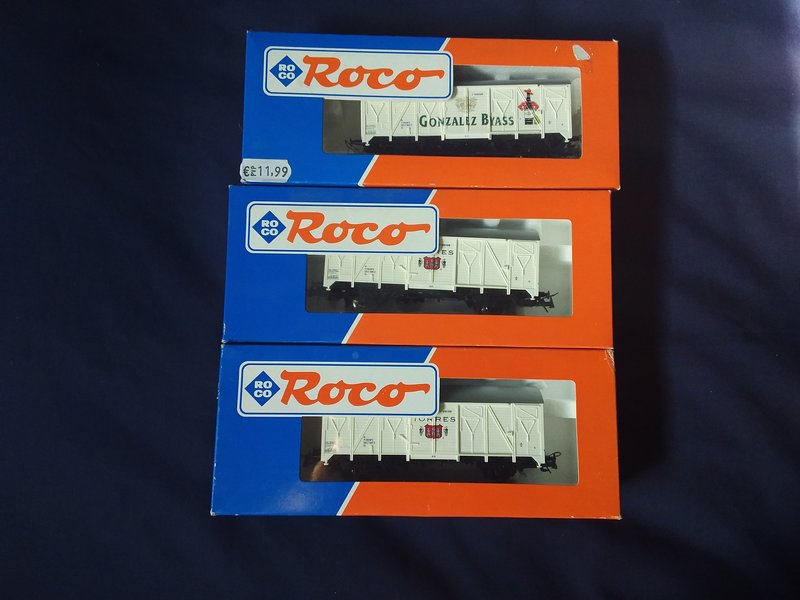 RO
CO
Roco
GONZALEZ BYASS
€ 11,99
RO
CO
Roco
RO
CO
Roco
TORRES